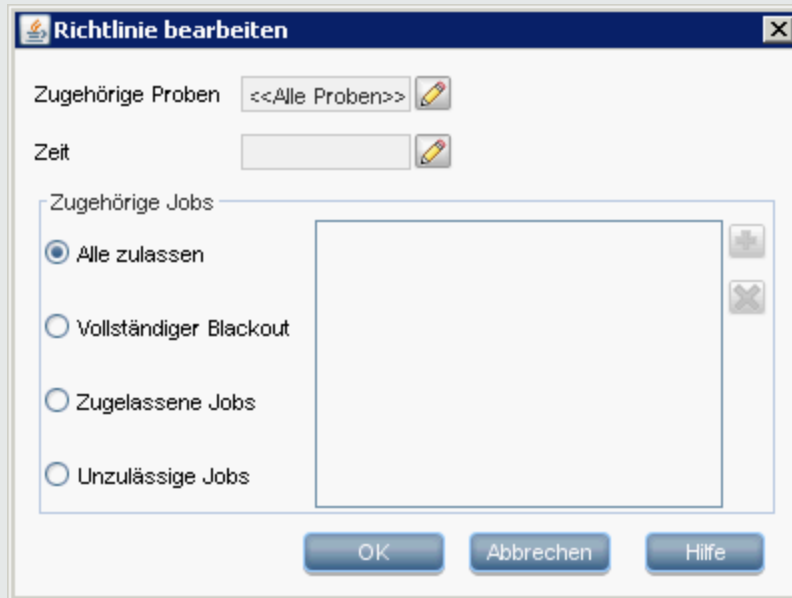 Richtlinie bearbeiten
Zugehörige Proben <<Alle Proben>>
Zeit
Zugehörige Jobs
Alle zulassen
Vollständiger Blackout
Zugelassene Jobs
Unzulässige Jobs
OK Abbrechen Hilfe